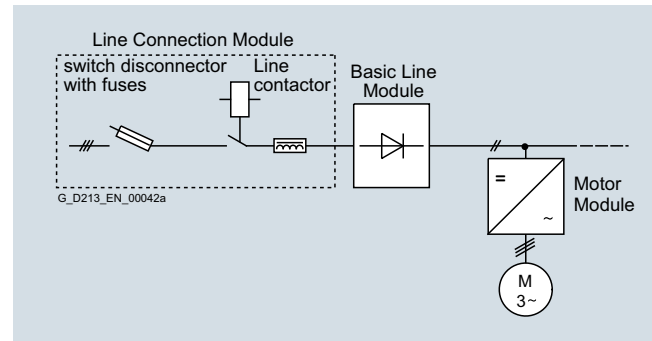 Line Connection Module
switch disconnector
with fuses
Line
contactor
Basic Line
Module
G_D213_EN_00042a
=
~
Motor
Module
M
3~